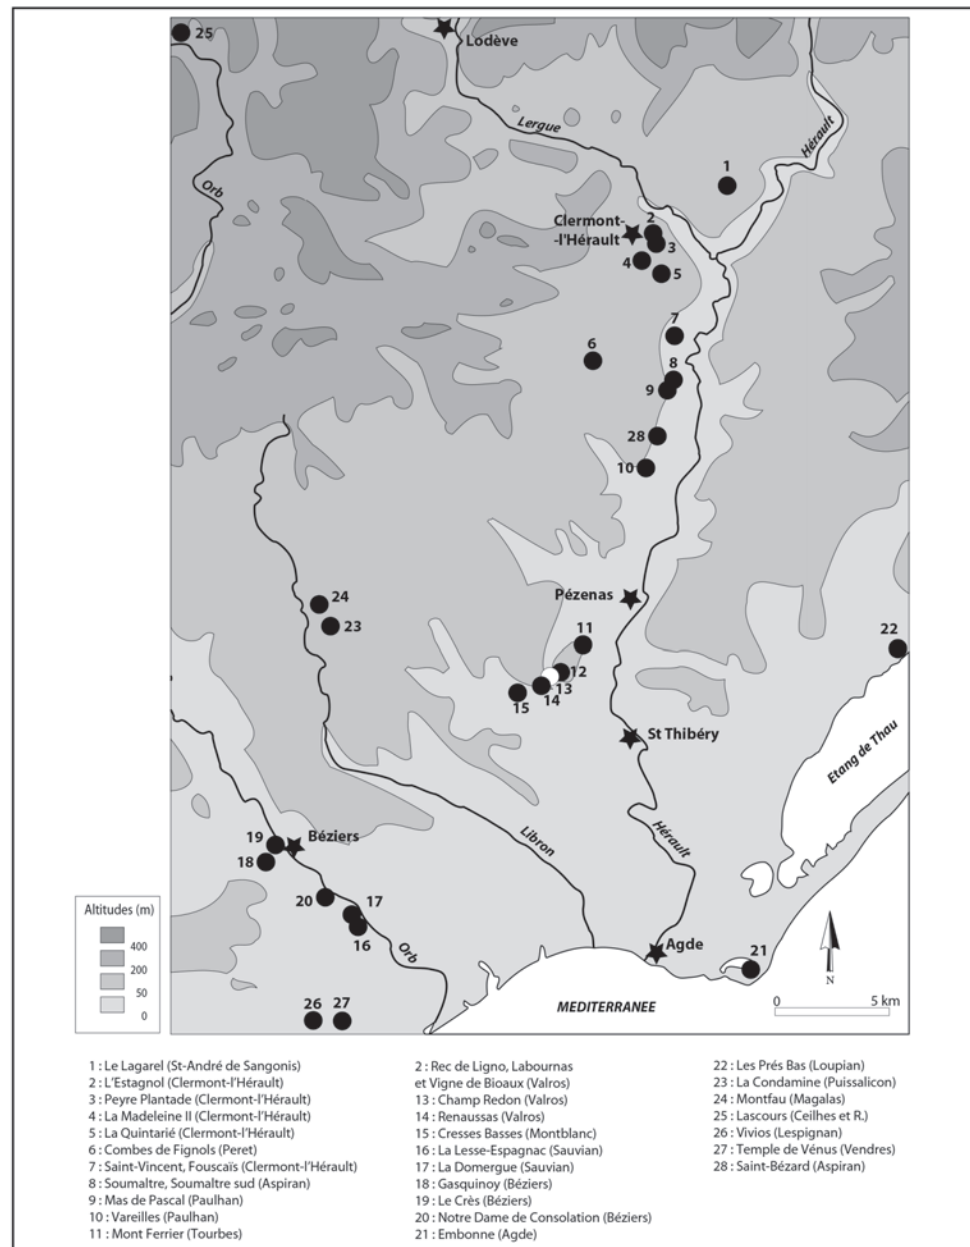 25
Lodève
Lergue
Hérault
Orb
1
Clermont-
-l'Hérault
2
3
4
5
7
6
8
9
28
10
24
Pézenas
23
11
22
12
13
14
15
St Thibéry
Etang de Thau
19
Béziers
Libron
Hérault
18
20
17
16
Orb
Agde
21
26
27
MEDITERRANEE
N
0 5 km
Altitudes (m)
400
200
50
0
1 : Le Lagarel (St-André de Sangonis)
2 : L'Estagnol (Clermont-l'Hérault)
3 : Peyre Plantade (Clermont-l'Hérault)
4 : La Madeleine II (Clermont-l'Hérault)
5 : La Quintarié (Clermont-l'Hérault)
6 : Combes de Fignols (Peret)
7 : Saint-Vincent, Fouscaïs (Clermont-l'Hérault)
8 : Soumaltre, Soumaltre sud (Aspiran)
9 : Mas de Pascal (Paulhan)
10 : Vareilles (Paulhan)
11 : Mont Ferrier (Tourbes)
2 : Rec de Ligno, Labournas
et Vigne de Bioaux (Valros)
13 : Champ Redon (Valros)
14 : Renaussas (Valros)
15 : Cresses Basses (Montblanc)
16 : La Lesse-Espagnac (Sauvian)
17 : La Domergue (Sauvian)
18 : Gasquinoy (Béziers)
19 : Le Crès (Béziers)
20 : Notre Dame de Consolation (Béziers)
21 : Embonne (Agde)
22 : Les Prés Bas (Loupian)
23 : La Condamine (Puissalicon)
24 : Montfau (Magalas)
25 : Lascours (Ceilhes et R.)
26 : Vivios (Lespignan)
27 : Temple de Vénus (Vendres)
28 : Saint-Bézard (Aspiran)